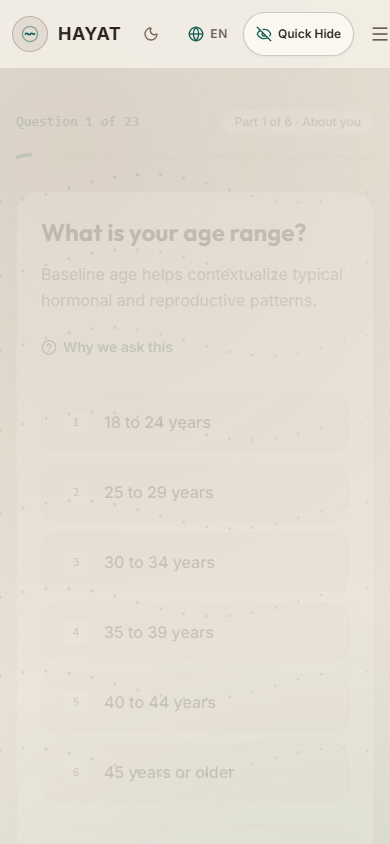 HAYAT
EN
Quick Hide
Question 1 of 23
Part 1 of 6 · About you
What is your age range?
Baseline age helps contextualize typical
hormonal and reproductive patterns.
Why we ask this
1 18 to 24 years
2 25 to 29 years
3 30 to 34 years
4 35 to 39 years
5 40 to 44 years
6 45 years or older